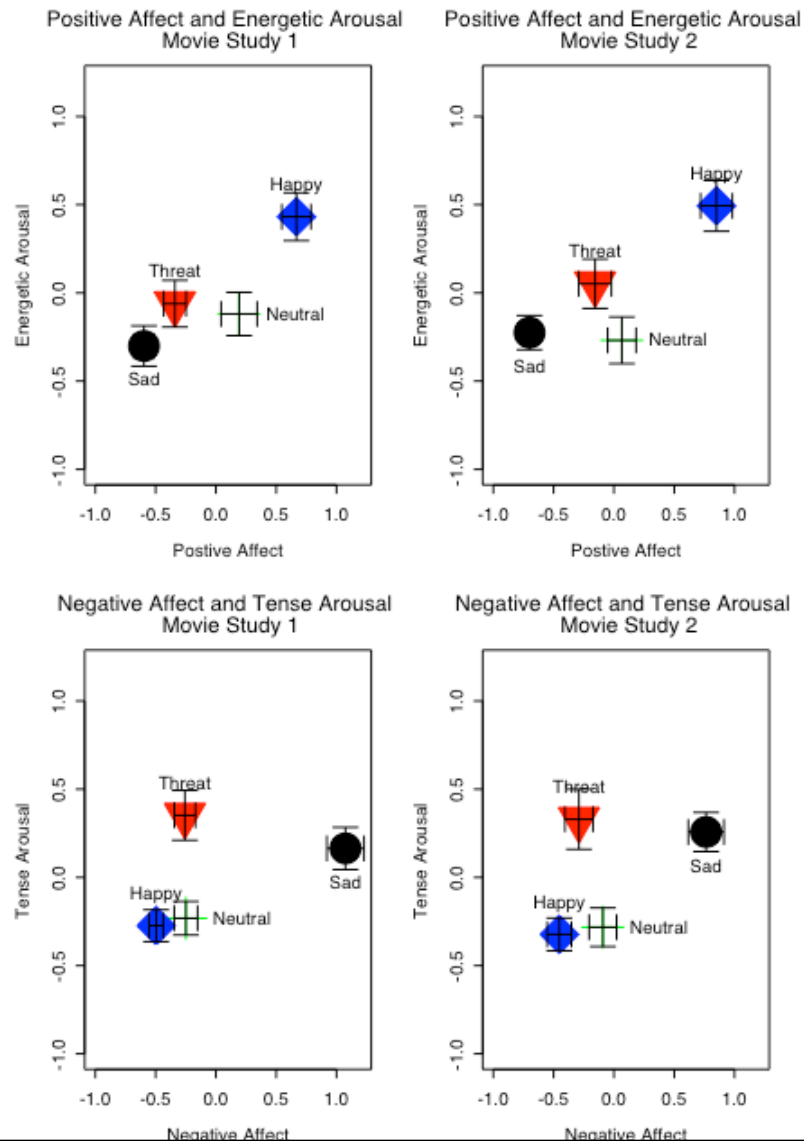 Positive Affect and Energetic Arousal
Movie Study 1
1.0
0.5
0.0
-0.5
-1.0
Energetic Arousal
Happy
Threat
Neutral
Sad
-1.0 -0.5 0.0 0.5 1.0
Postive Affect
Positive Affect and Energetic Arousal
Movie Study 2
1.0
0.5
0.0
-0.5
-1.0
Energetic Arousal
Happy
Threat
Neutral
Sad
-1.0 -0.5 0.0 0.5 1.0
Postive Affect
Negative Affect and Tense Arousal
Movie Study 1
1.0
0.5
0.0
-0.5
-1.0
Tense Arousal
Threat
Sad
Happy
Neutral
-1.0 -0.5 0.0 0.5 1.0
Negative Affect
Negative Affect and Tense Arousal
Movie Study 2
1.0
0.5
0.0
-0.5
-1.0
Tense Arousal
Threat
Sad
Happy
Neutral
-1.0 -0.5 0.0 0.5 1.0
Negative Affect